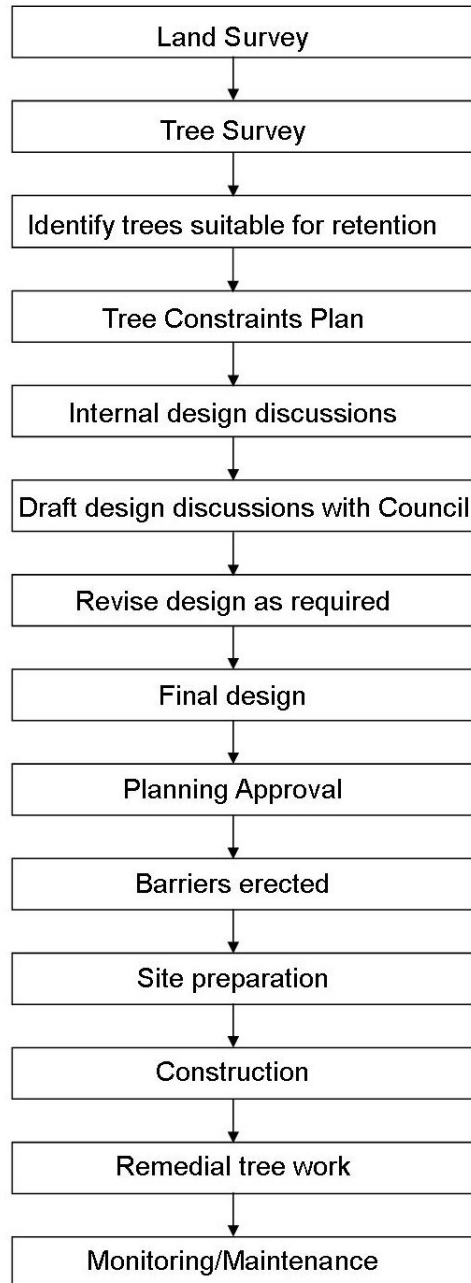 Land Survey
Tree Survey
Identify trees suitable for retention
Tree Constraints Plan
Internal design discussions
Draft design discussions with Council
Revise design as required
Final design
Planning Approval
Barriers erected
Site preparation
Construction
Remedial tree work
Monitoring/Maintenance